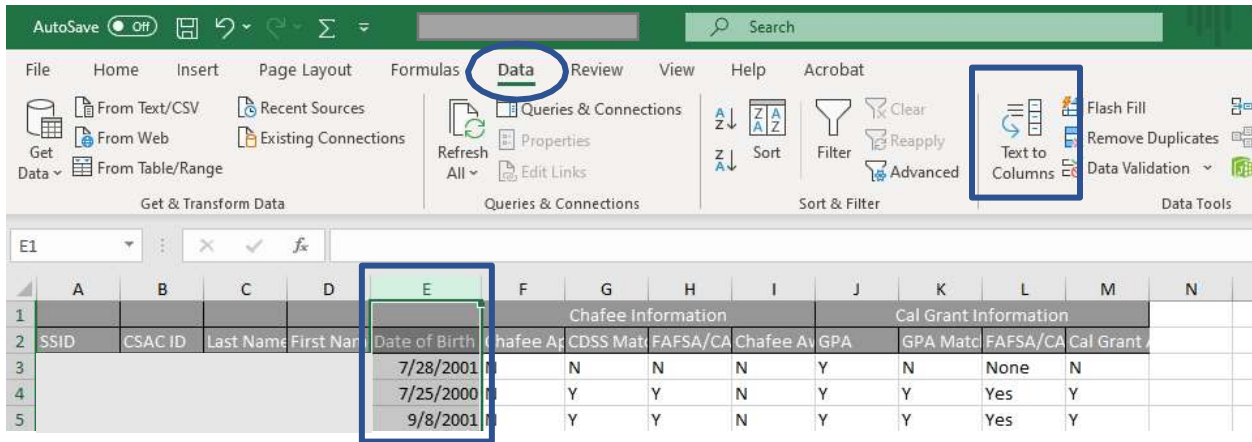 AutoSave Off Search
File Home Insert Page Layout Formulas Data Review View Help Acrobat
Get Data
From Text/CSV
From Web
From Table/Range
Recent Sources
Existing Connections
Get & Transform Data
Refresh All
Queries & Connections
Properties
Edit Links
Queries & Connections
Sort
Filter
Clear
Reapply
Advanced
Sort & Filter
Text to Columns
Flash Fill
Remove Duplicates
Data Validation
Data Tools
E1 fx
A B C D E F G H I J K L M N
1 Chafee Information Cal Grant Information
2 SSID CSAC ID Last Name First Nam Date of Birth Chafee Ap CDSS Matc FAFSA/CA Chafee Av GPA GPA Matc FAFSA/CA Cal Grant A
3 7/28/2001 N N N N Y N None N
4 7/25/2000 N Y Y N Y Y Yes Y
5 9/8/2001 N Y Y N Y Y Yes Y